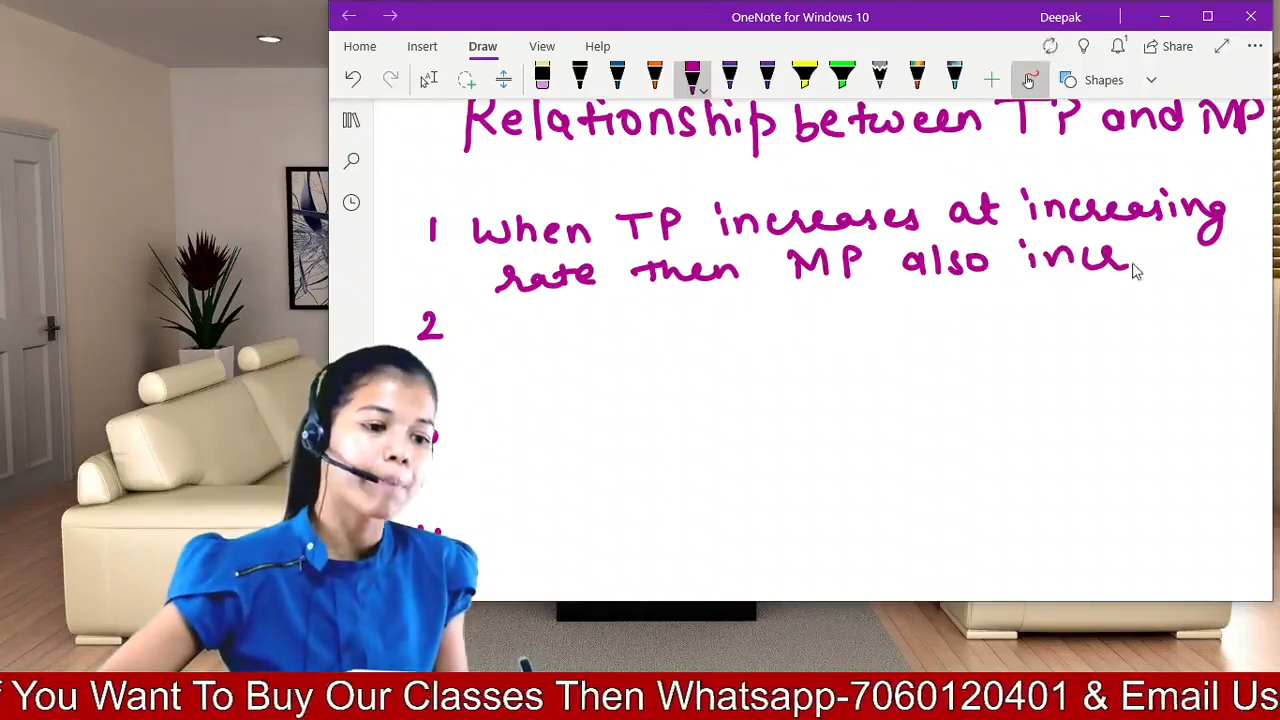 OneNote for Windows 10
Deepak
Home Insert Draw View Help
Share
Shapes
Relationship between TP and MP
1 When TP increases at increasing
rate then MP also incr
2
f You Want To Buy Our Classes Then Whatsapp-7060120401 & Email Us